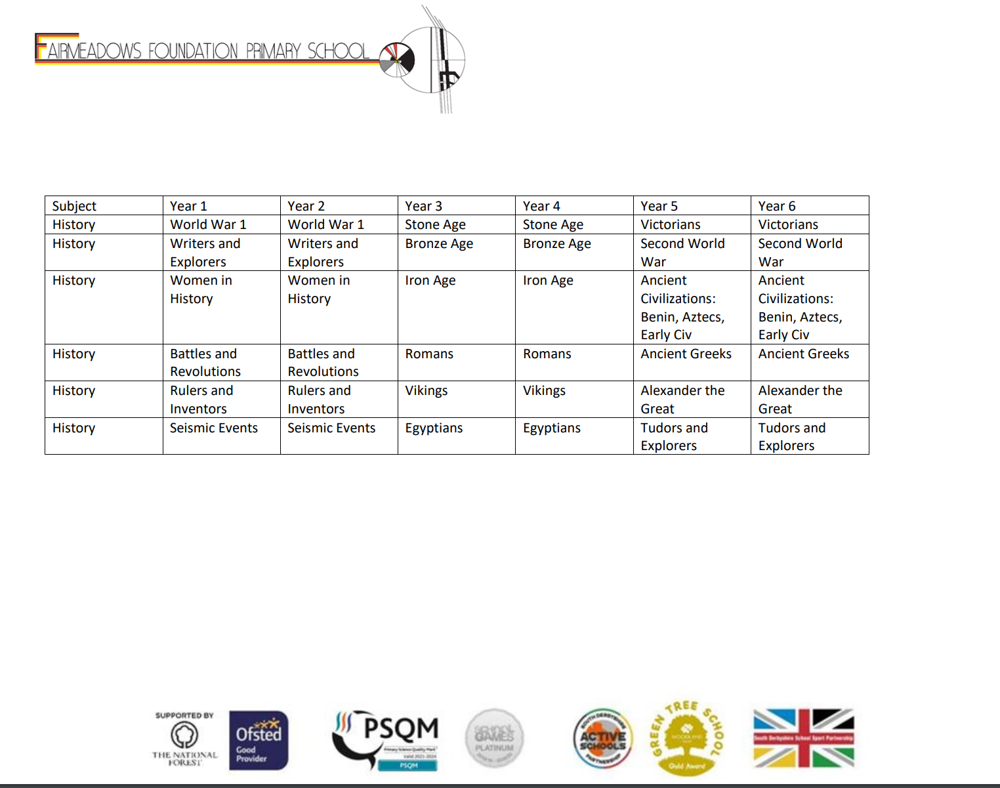 FAIRMEADOWS FOUNDATION PRIMARY SCHOOL
Subject Year 1 Year 2 Year 3 Year 4 Year 5 Year 6
History World War 1 World War 1 Stone Age Stone Age Victorians Victorians
History Writers and Writers and Bronze Age Bronze Age Second World Second World
Explorers Explorers War War
History Women in Women in Iron Age Iron Age Ancient Ancient
History History Civilizations: Civilizations:
Benin, Aztecs, Benin, Aztecs,
Early Civ Early Civ
History Battles and Battles and Romans Romans Ancient Greeks Ancient Greeks
Revolutions Revolutions
History Rulers and Rulers and Vikings Vikings Alexander the Alexander the
Inventors Inventors Great Great
History Seismic Events Seismic Events Egyptians Egyptians Tudors and Tudors and
Explorers Explorers
SUPPORTED BY
THE NATIONAL
FOREST
Ofsted
Good
Provider
PSQM
Primary Science Quality Mark
Valid 2021-2024
PSQM
SCHOOL
GAMES
PLATINUM
SOUTH DERBYSHIRE
ACTIVE
SCHOOLS
PARTNERSHIP
GREEN TREE SCHOOL
WOODLAND
Gold Award
South Derbyshire School Sport Partnership